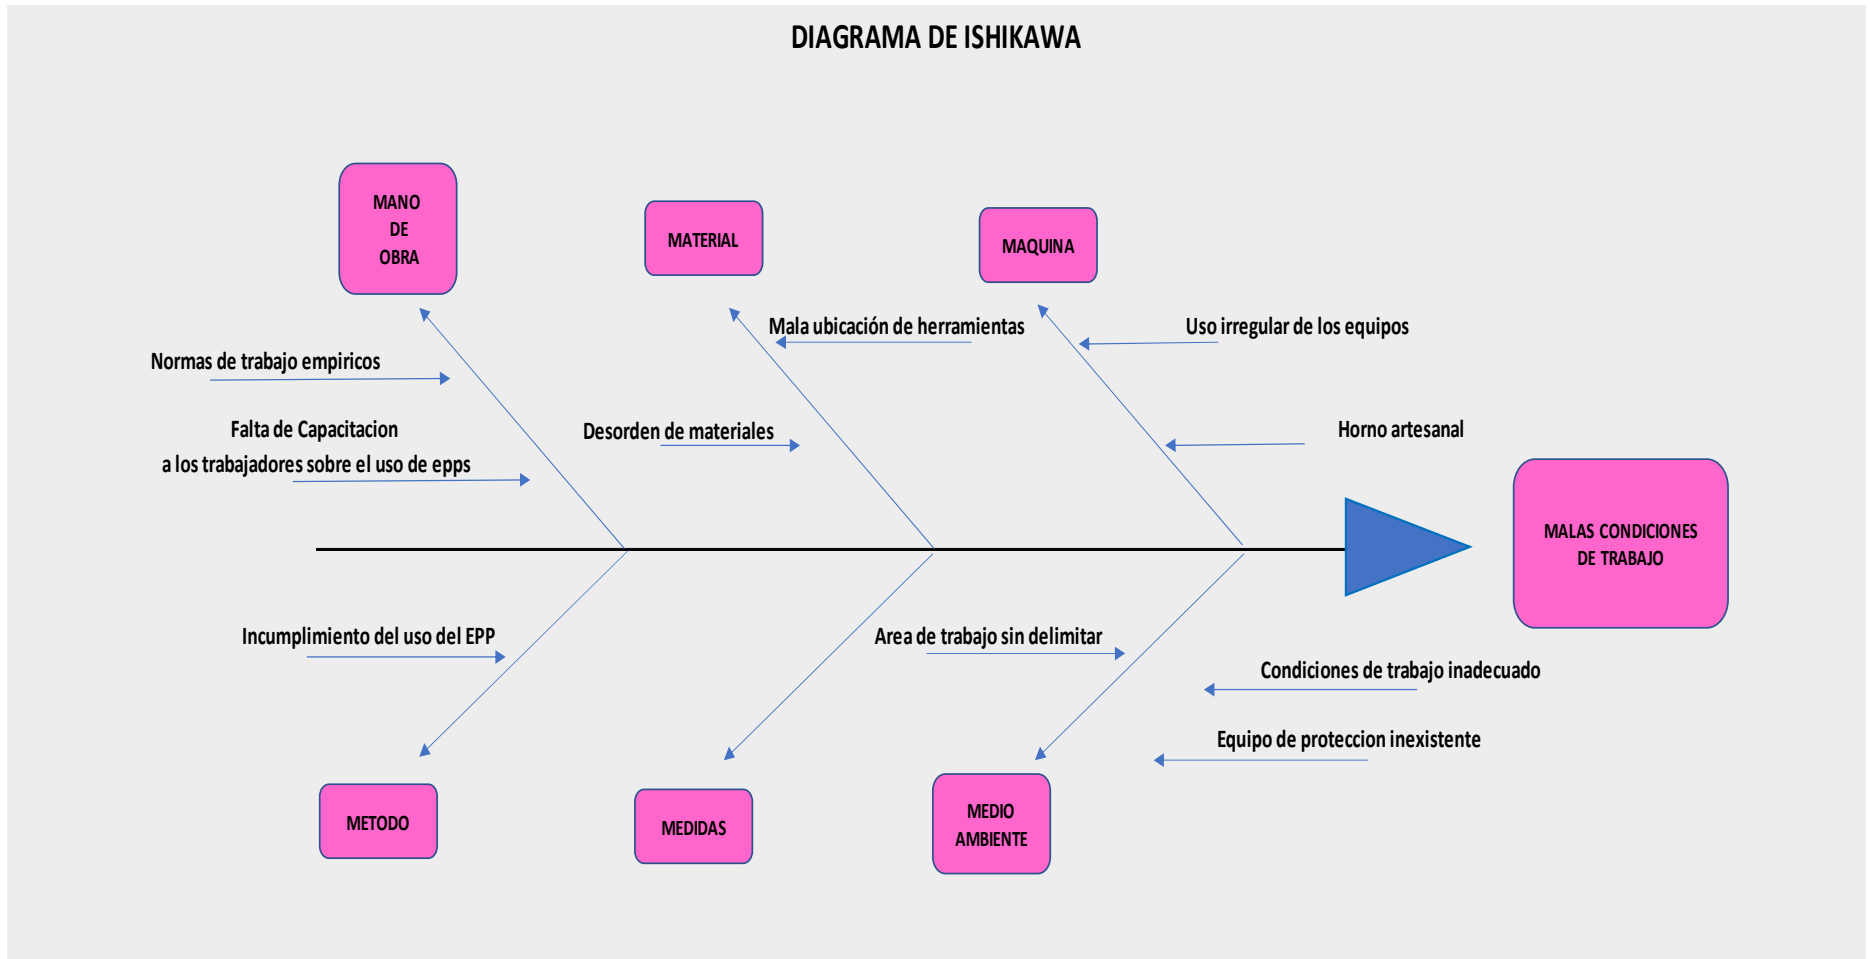 DIAGRAMA DE ISHIKAWA
MANO
DE
OBRA
MATERIAL
MAQUINA
Mala ubicación de herramientas
Uso irregular de los equipos
Normas de trabajo empiricos
Falta de Capacitacion
a los trabajadores sobre el uso de epps
Desorden de materiales
Horno artesanal
MALAS CONDICIONES
DE TRABAJO
Incumplimiento del uso del EPP
Area de trabajo sin delimitar
Condiciones de trabajo inadecuado
Equipo de proteccion inexistente
METODO
MEDIDAS
MEDIO
AMBIENTE